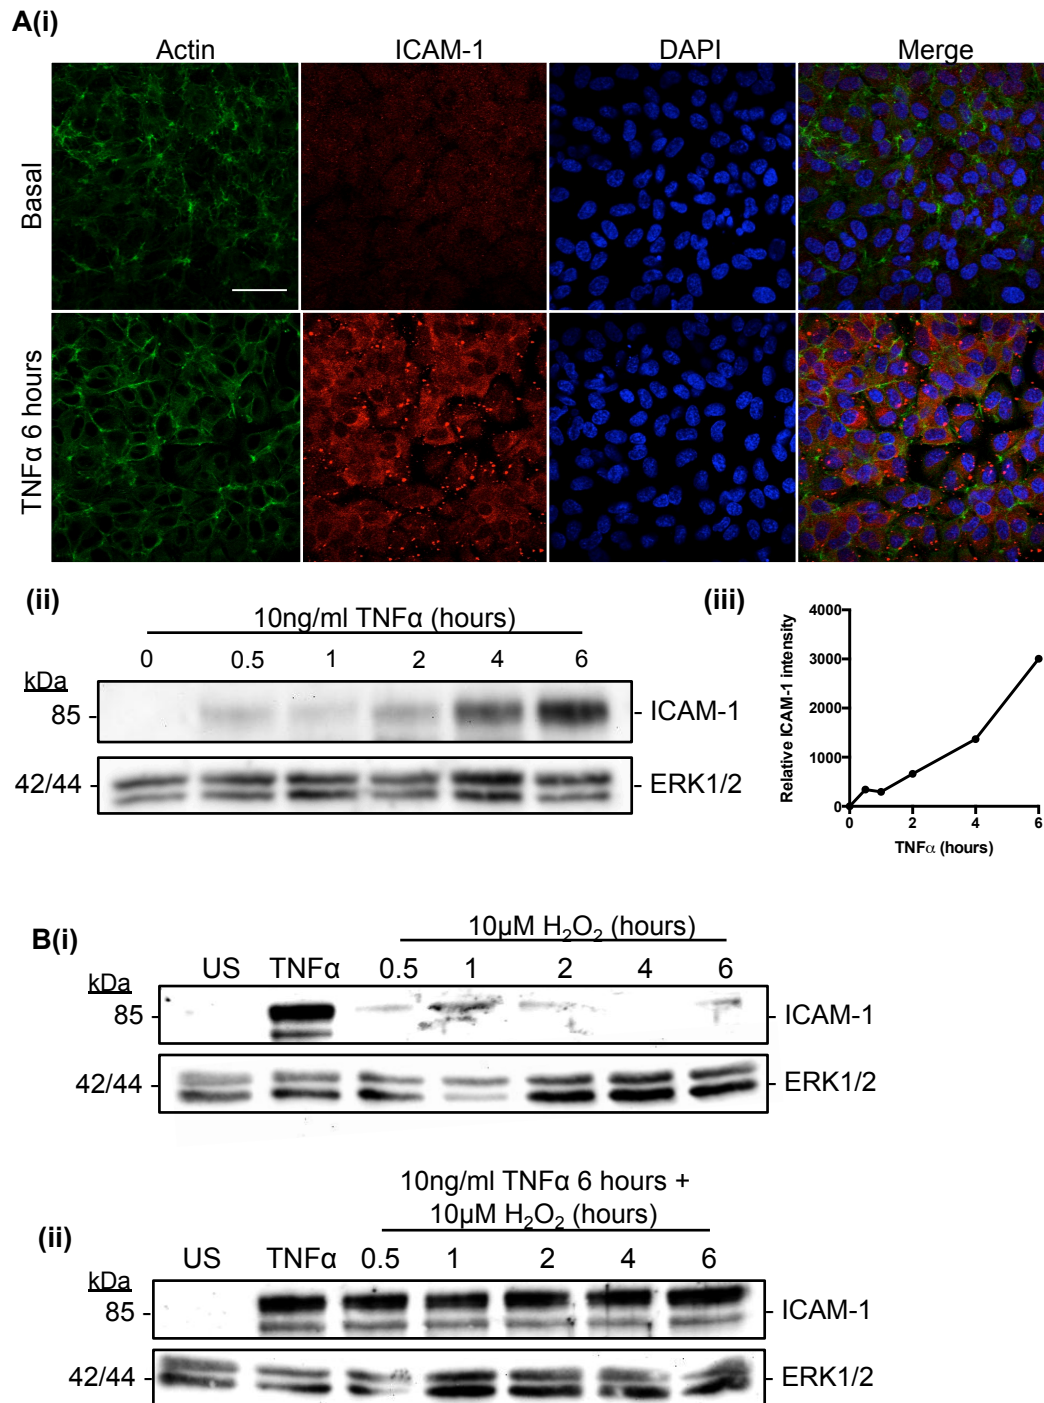 A(i)
Actin ICAM-1 DAPI Merge
Basal
TNFα 6 hours
(ii)
10ng/ml TNFα (hours)
0 0.5 1 2 4 6
kDa
85 - - ICAM-1
42/44 - - ERK1/2
(iii)
4000
3000
2000
1000
0
Relative ICAM-1 intensity
0 2 4 6
TNFα (hours)
B(i)
10µM H₂O₂ (hours)
US TNFα 0.5 1 2 4 6
kDa
85 - - ICAM-1
42/44 - - ERK1/2
(ii)
10ng/ml TNFα 6 hours +
10µM H₂O₂ (hours)
US TNFα 0.5 1 2 4 6
kDa
85 - - ICAM-1
42/44 - - ERK1/2